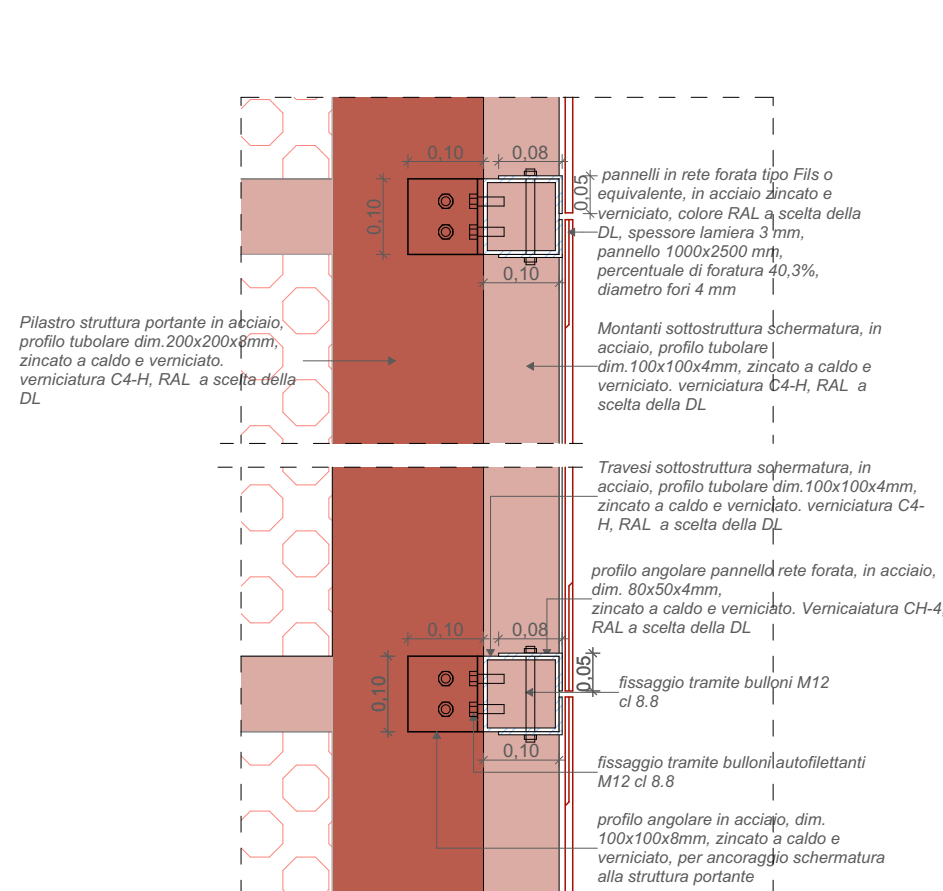 0,10
0,08
0,05
0,10
0,10
pannelli in rete forata tipo Fils o
equivalente, in acciaio zincato e
verniciato, colore RAL a scelta della
DL, spessore lamiera 3 mm,
pannello 1000x2500 mm,
percentuale di foratura 40,3%,
diametro fori 4 mm
Pilastro struttura portante in acciaio,
profilo tubolare dim.200x200x8mm,
zincato a caldo e verniciato.
verniciatura C4-H, RAL a scelta della
DL
Montanti sottostruttura schermatura, in
acciaio, profilo tubolare
dim.100x100x4mm, zincato a caldo e
verniciato. verniciatura C4-H, RAL a
scelta della DL
Travesi sottostruttura schermatura, in
acciaio, profilo tubolare dim.100x100x4mm,
zincato a caldo e verniciato. verniciatura C4-
H, RAL a scelta della DL
profilo angolare pannello rete forata, in acciaio,
dim. 80x50x4mm,
zincato a caldo e verniciato. Vernicaiatura CH-4,
RAL a scelta della DL
0,10
0,08
0,05
0,10
0,10
fissaggio tramite bulloni M12
cl 8.8
fissaggio tramite bulloni autofilettanti
M12 cl 8.8
profilo angolare in acciaio, dim.
100x100x8mm, zincato a caldo e
verniciato, per ancoraggio schermatura
alla struttura portante